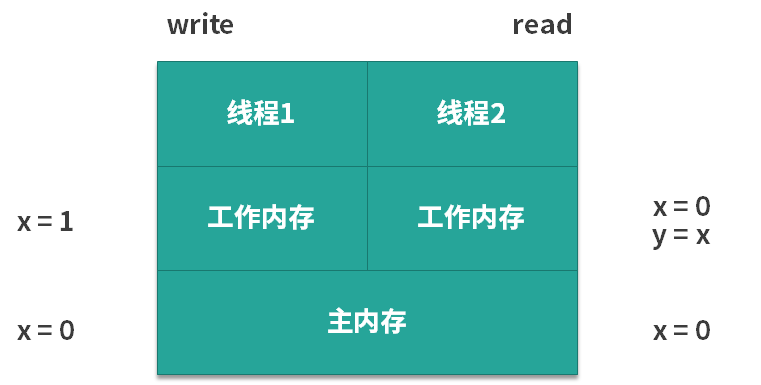 write
read
线程1
线程2
x = 1
工作内存
工作内存
x = 0
y = x
x = 0
主内存
x = 0